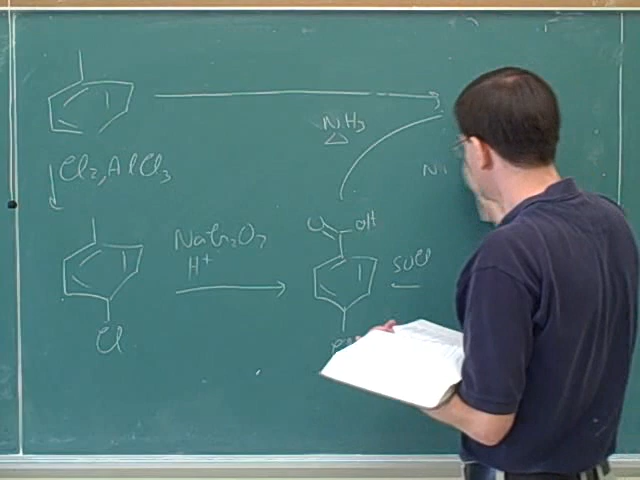 NH3
△
Cl2, AlCl3
O OH
Na2Cr2O7
H+
SOCl
Cl